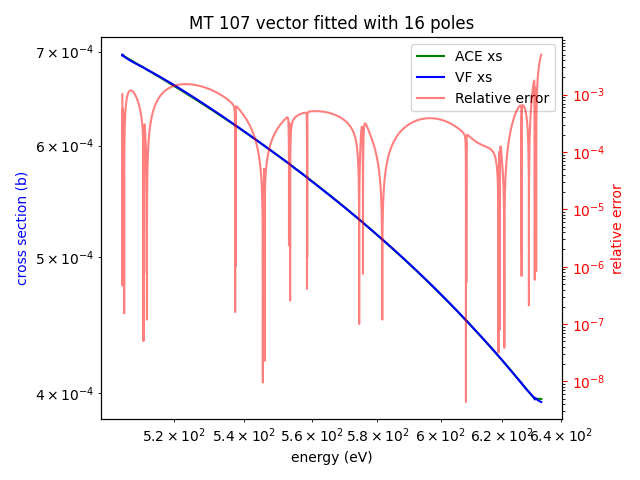 MT 107 vector fitted with 16 poles
ACE xs
VF xs
Relative error
7 × 10⁻⁴
6 × 10⁻⁴
5 × 10⁻⁴
4 × 10⁻⁴
cross section (b)
10⁻³
10⁻⁴
10⁻⁵
10⁻⁶
10⁻⁷
10⁻⁸
relative error
5.2 × 10² 5.4 × 10² 5.6 × 10² 5.8 × 10² 6 × 10² 6.2 × 10² 6.4 × 10²
energy (eV)